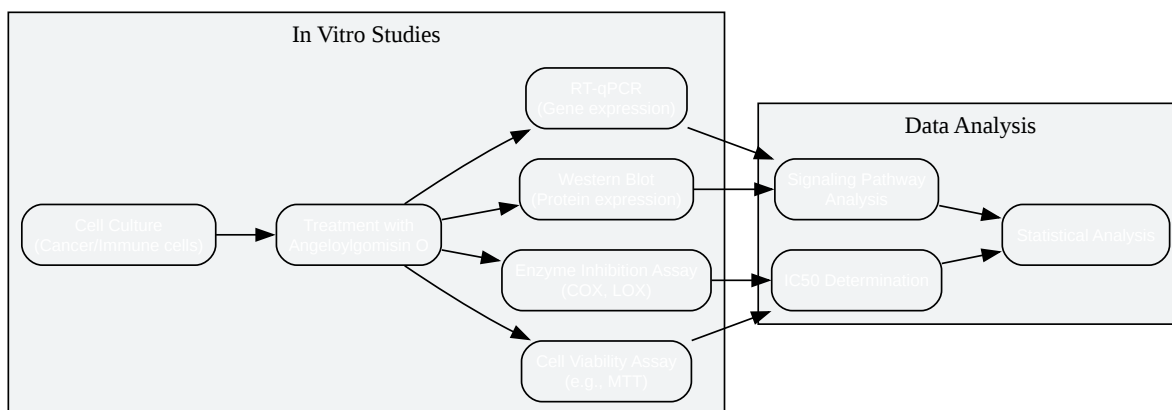 In Vitro Studies
RT-qPCR
(Gene expression)
Data Analysis
Western Blot
(Protein expression)
Signaling Pathway
Analysis
Cell Culture
(Cancer/Immune cells)
Treatment with
Angeloylgomisin O
Statistical Analysis
Enzyme Inhibition Assay
(COX, LOX)
IC50 Determination
Cell Viability Assay
(e.g., MTT)